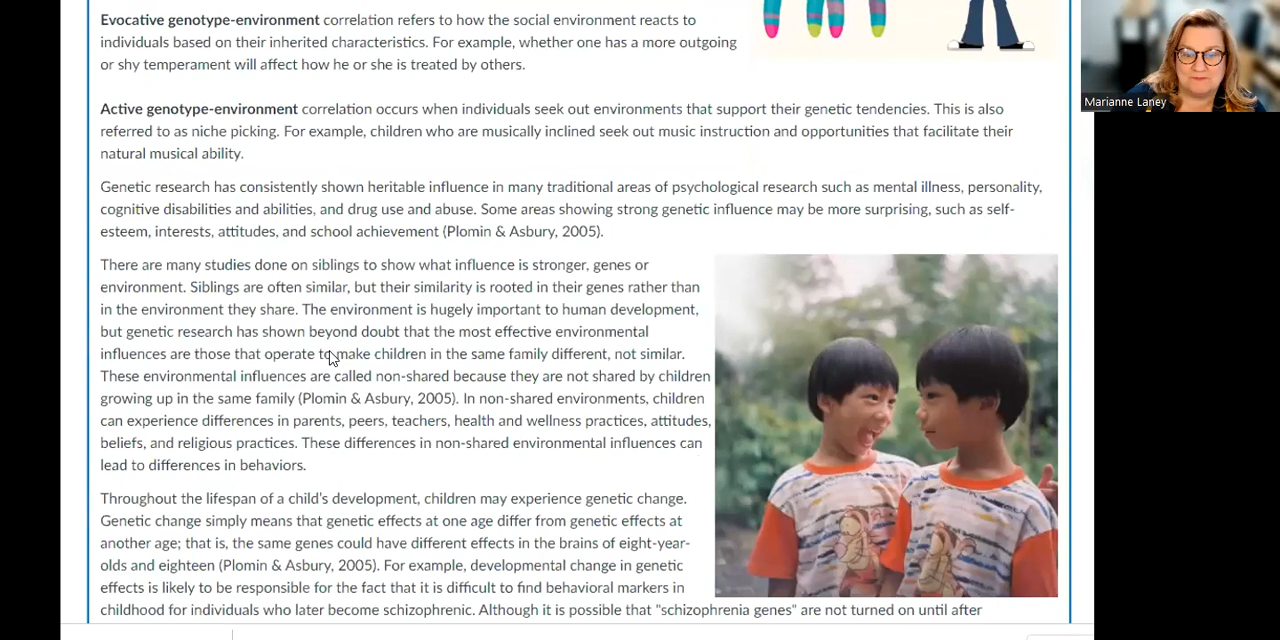 Evocative genotype-environment correlation refers to how the social environment reacts to
individuals based on their inherited characteristics. For example, whether one has a more outgoing
or shy temperament will affect how he or she is treated by others.
Marianne Laney
Active genotype-environment correlation occurs when individuals seek out environments that support their genetic tendencies. This is also
referred to as niche picking. For example, children who are musically inclined seek out music instruction and opportunities that facilitate their
natural musical ability.
Genetic research has consistently shown heritable influence in many traditional areas of psychological research such as mental illness, personality,
cognitive disabilities and abilities, and drug use and abuse. Some areas showing strong genetic influence may be more surprising, such as self-
esteem, interests, attitudes, and school achievement (Plomin & Asbury, 2005).
There are many studies done on siblings to show what influence is stronger, genes or
environment. Siblings are often similar, but their similarity is rooted in their genes rather than
in the environment they share. The environment is hugely important to human development,
but genetic research has shown beyond doubt that the most effective environmental
influences are those that operate to make children in the same family different, not similar.
These environmental influences are called non-shared because they are not shared by children
growing up in the same family (Plomin & Asbury, 2005). In non-shared environments, children
can experience differences in parents, peers, teachers, health and wellness practices, attitudes,
beliefs, and religious practices. These differences in non-shared environmental influences can
lead to differences in behaviors.
Throughout the lifespan of a child's development, children may experience genetic change.
Genetic change simply means that genetic effects at one age differ from genetic effects at
another age; that is, the same genes could have different effects in the brains of eight-year-
olds and eighteen (Plomin & Asbury, 2005). For example, developmental change in genetic
effects is likely to be responsible for the fact that it is difficult to find behavioral markers in
childhood for individuals who later become schizophrenic. Although it is possible that "schizophrenia genes" are not turned on until after